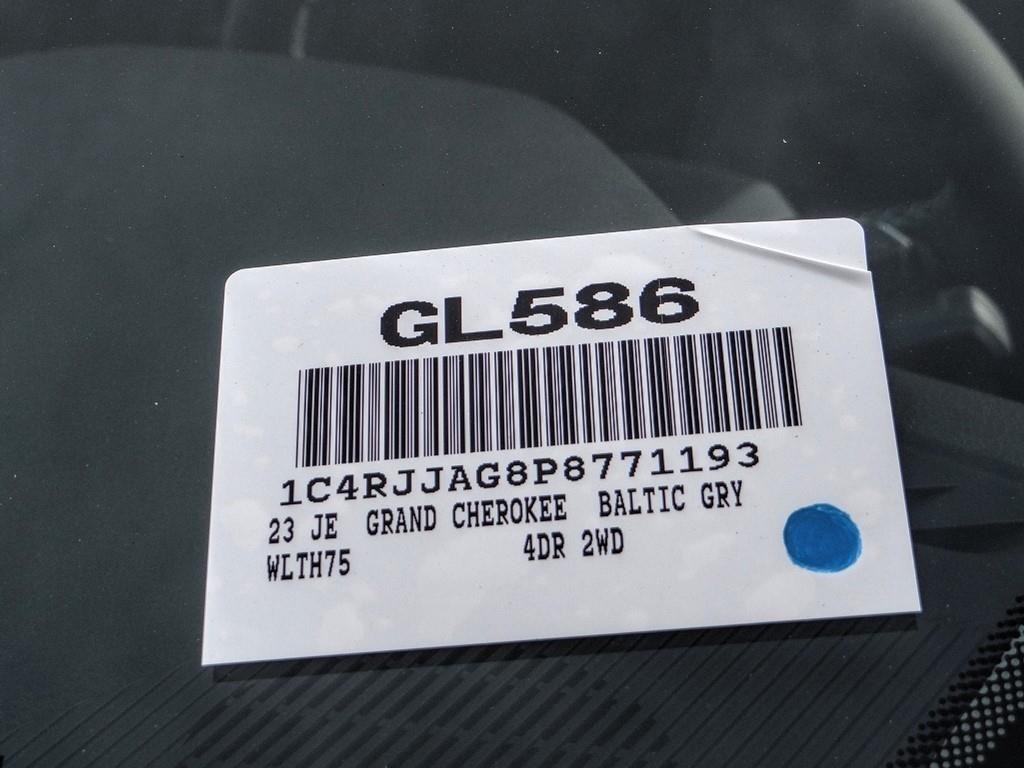 GL586
1C4RJJAG8P8771193
23 JE GRAND CHEROKEE BALTIC GRY
WLTH75 4DR 2WD